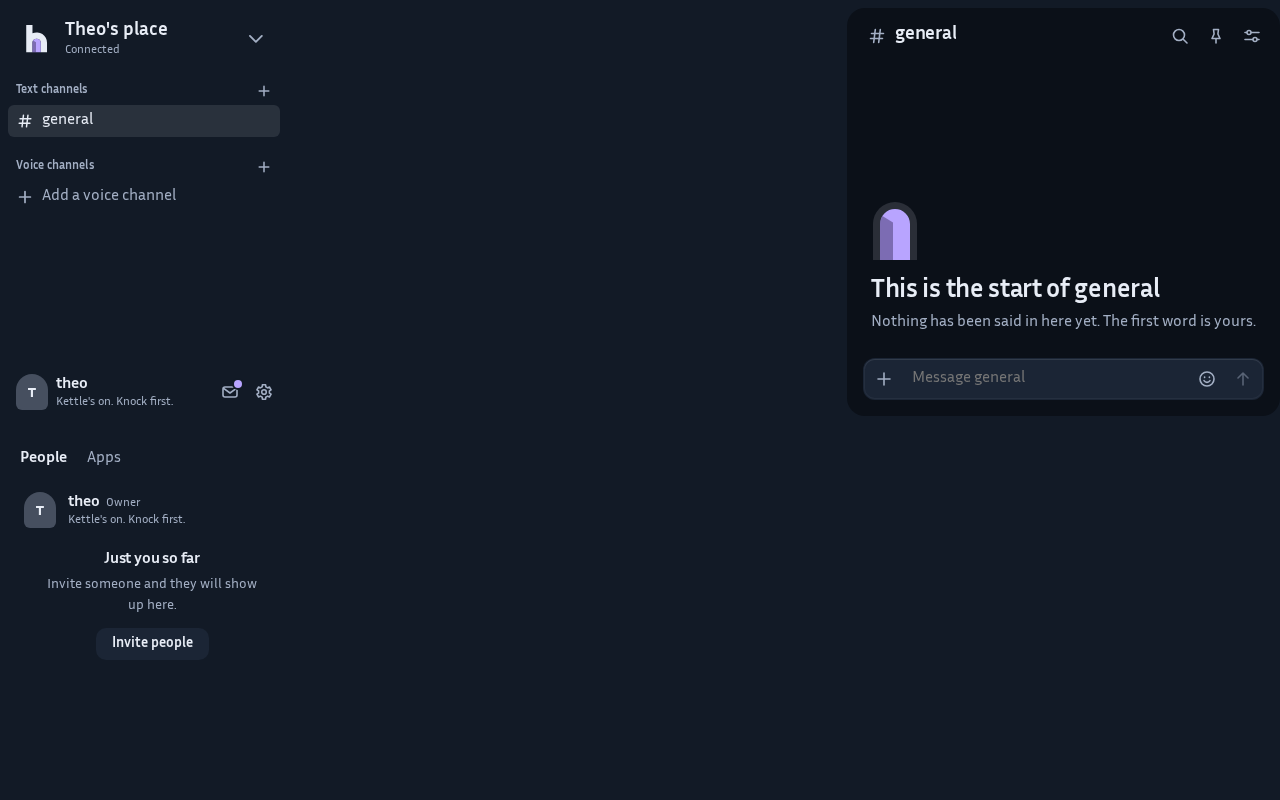 Theo's place
Connected
Text channels
general
Voice channels
Add a voice channel
T
theo
Kettle's on. Knock first.
People
Apps
T
theo
Owner
Kettle's on. Knock first.
Just you so far
Invite someone and they will show
up here.
Invite people
general
This is the start of general
Nothing has been said in here yet. The first word is yours.
Message general